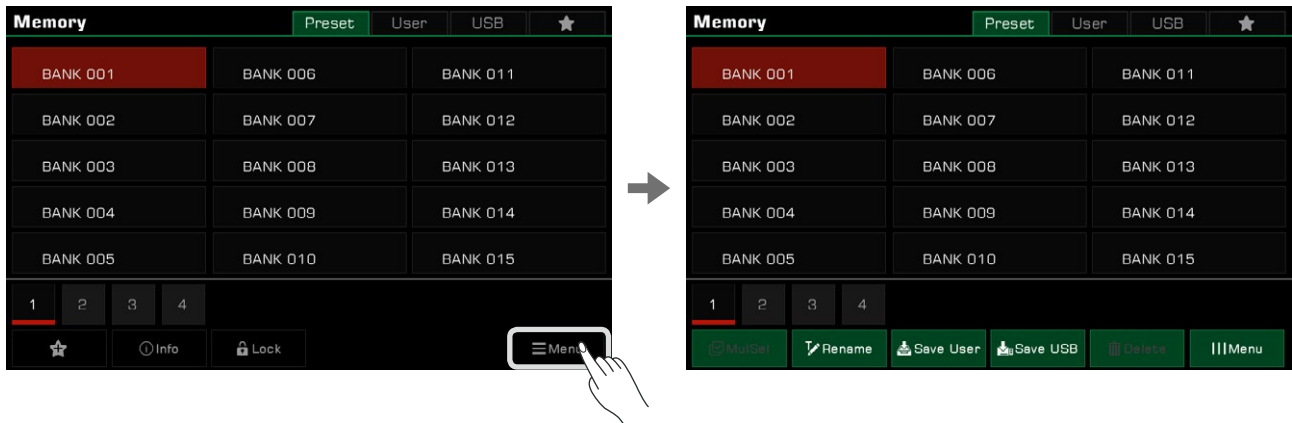 Memory Preset User USB
BANK 001 BANK 006 BANK 011
BANK 002 BANK 007 BANK 012
BANK 003 BANK 008 BANK 013
BANK 004 BANK 009 BANK 014
BANK 005 BANK 010 BANK 015
1 2 3 4
Info Lock Menu
Memory Preset User USB
BANK 001 BANK 006 BANK 011
BANK 002 BANK 007 BANK 012
BANK 003 BANK 008 BANK 013
BANK 004 BANK 009 BANK 014
BANK 005 BANK 010 BANK 015
1 2 3 4
MulSel Rename Save User Save USB Delete Menu